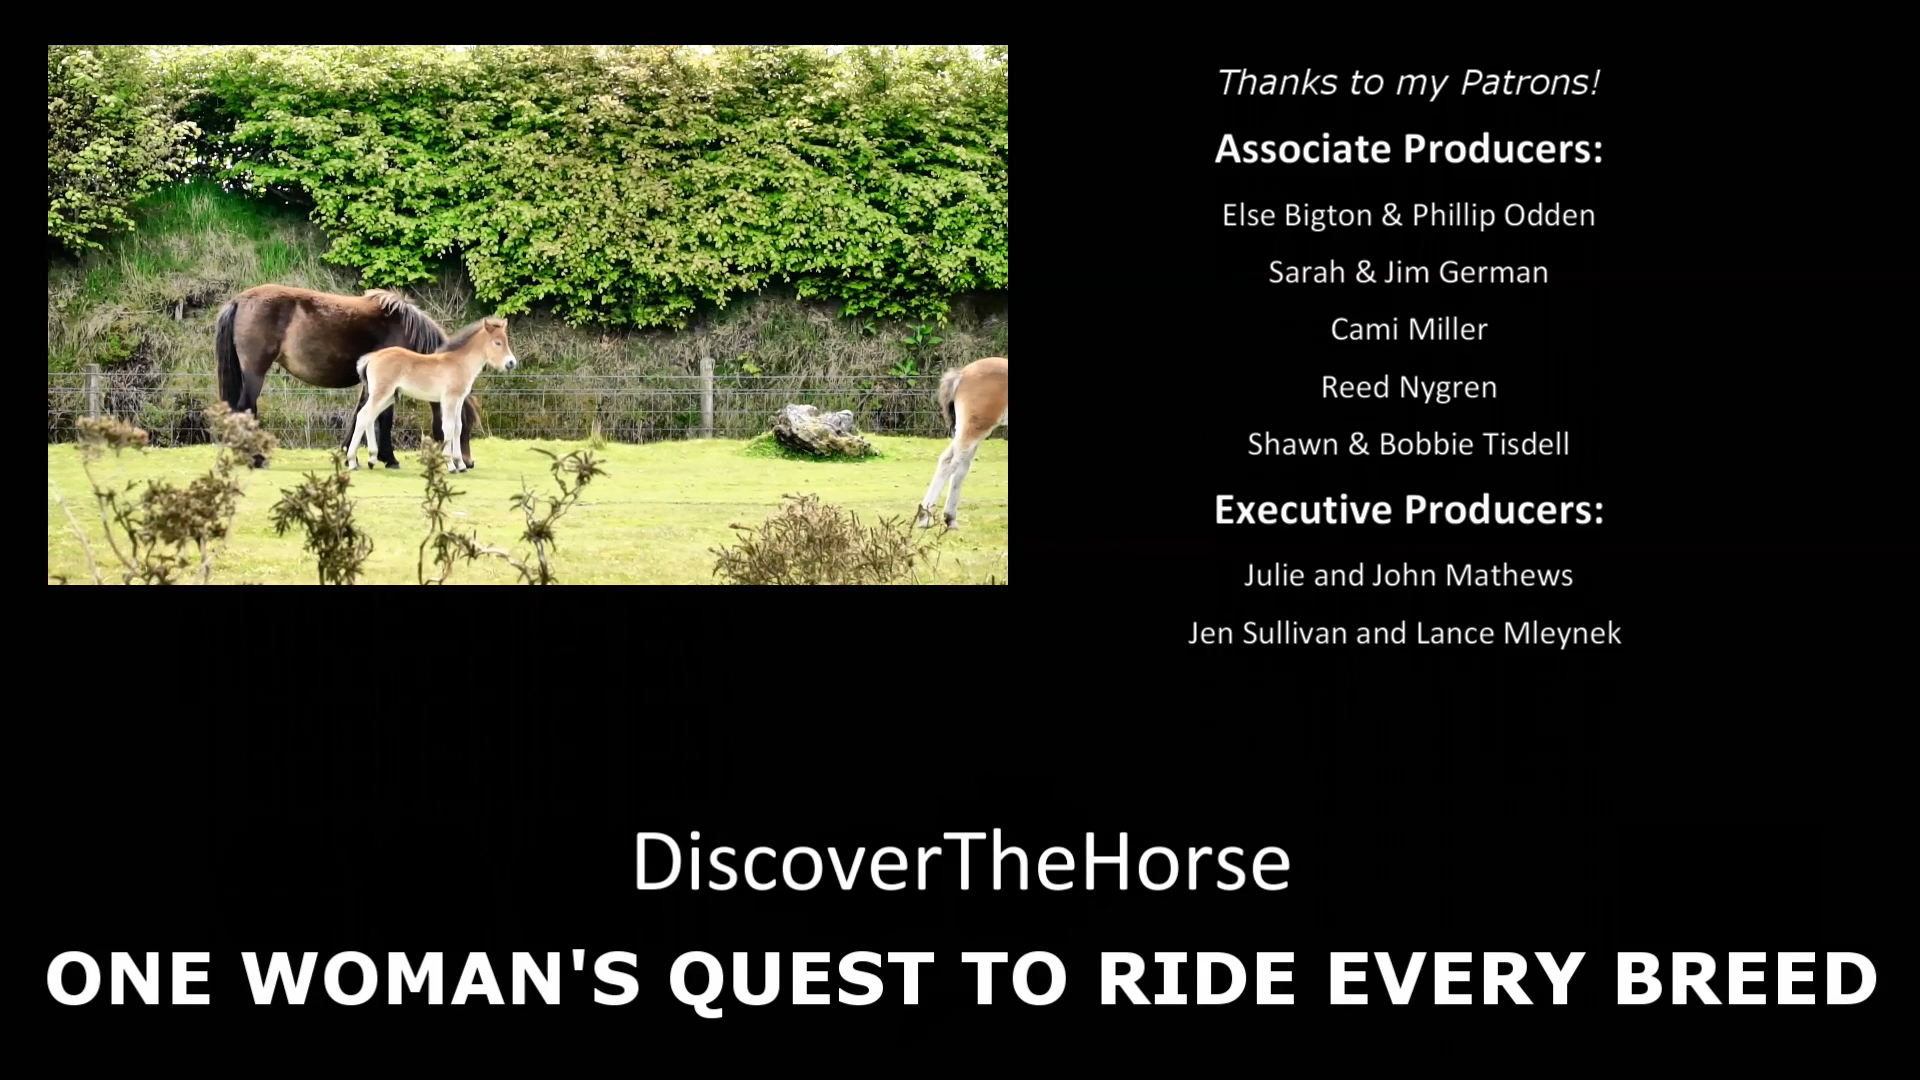 Thanks to my Patrons!
Associate Producers:
Else Bigton & Phillip Odden
Sarah & Jim German
Cami Miller
Reed Nygren
Shawn & Bobbie Tisdell
Executive Producers:
Julie and John Mathews
Jen Sullivan and Lance Mleynek
DiscoverTheHorse
ONE WOMAN'S QUEST TO RIDE EVERY BREED